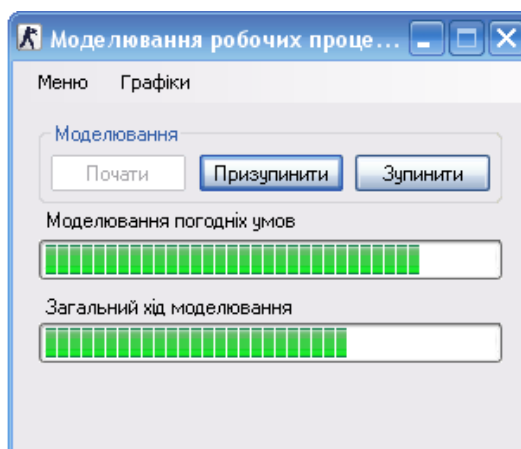 Моделювання робочих проце...
Меню Графіки
Моделювання
Почати Призупинити Зупинити
Моделювання погодніх умов
Загальний хід моделювання